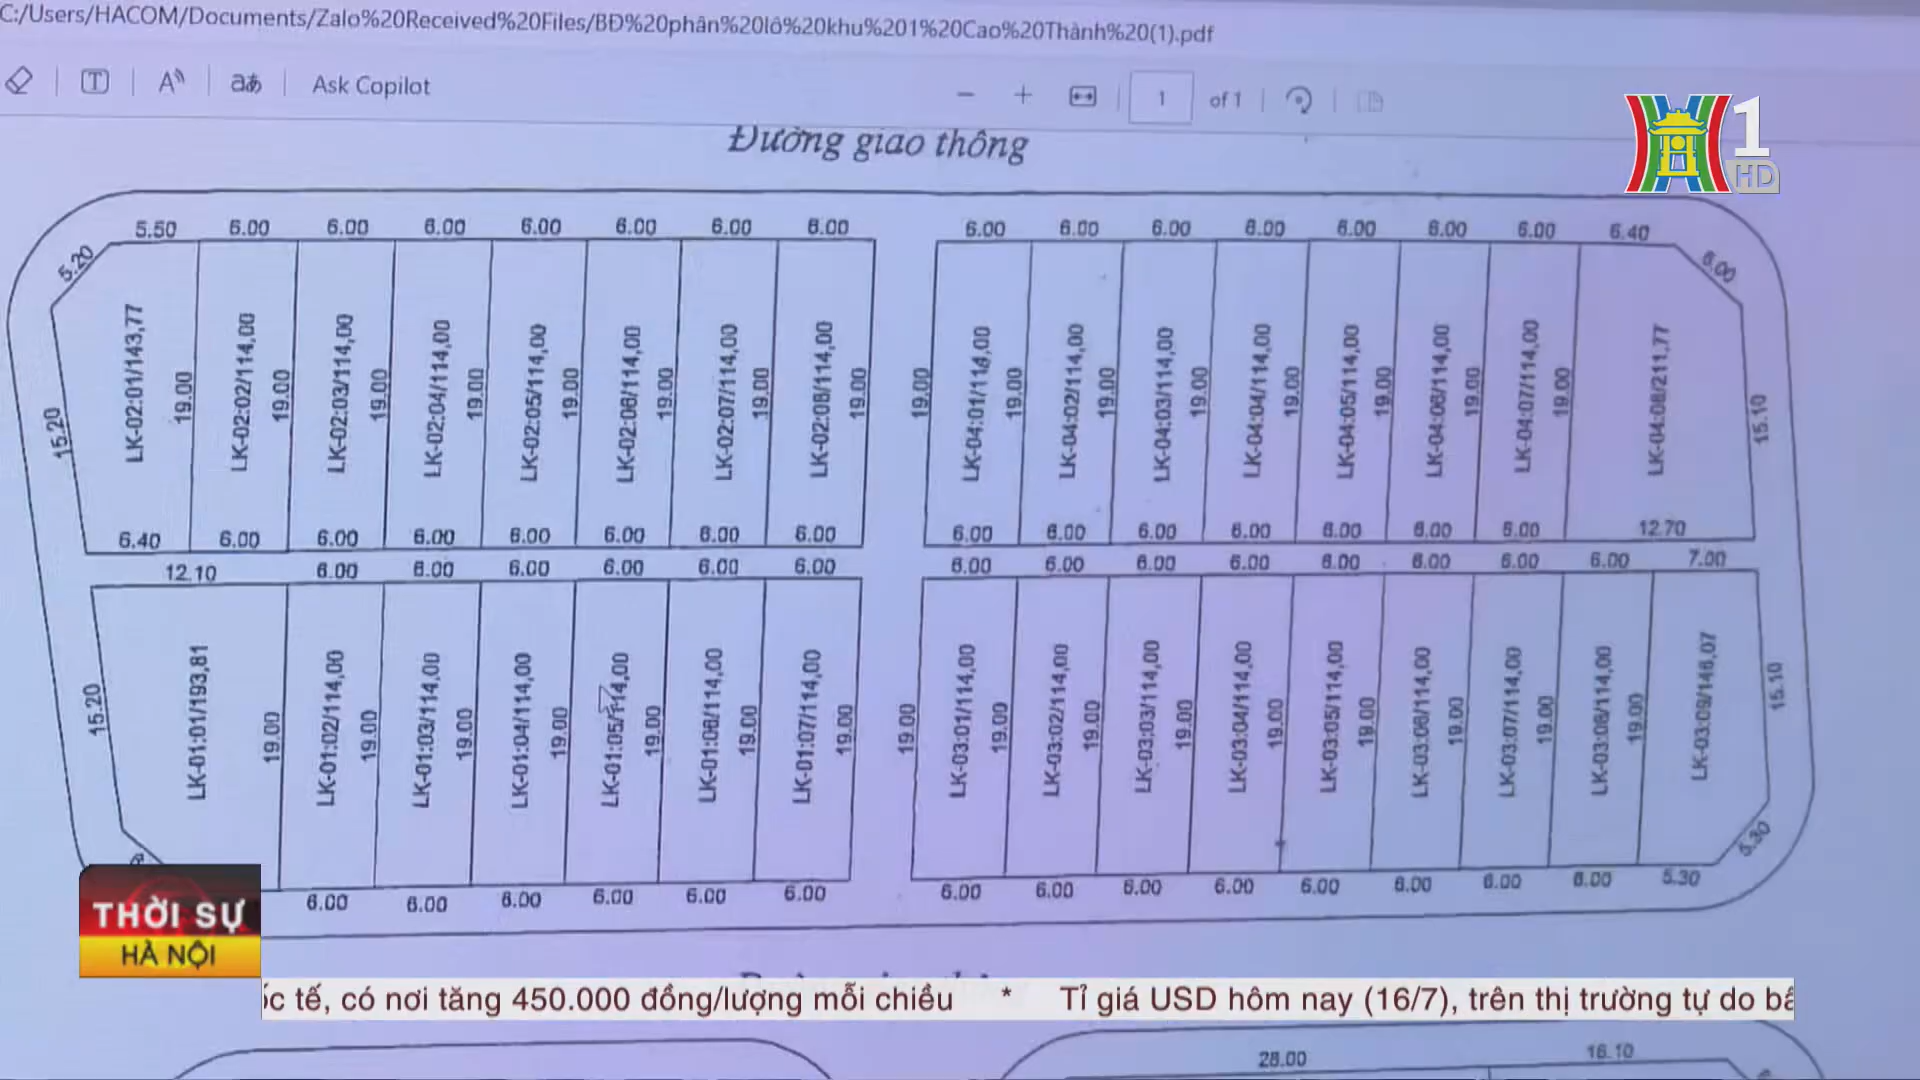 C:/Users/HACOM/Documents/Zalo%20Received%20Files/BĐ%20phân%20lô%20khu%201%20Cao%20Thành%20(1).pdf
T A aあ Ask Copilot − + 1 of 1
1
HD
Đường giao thông
5.50 6.00 6.00 6.00 6.00 6.00 6.00 6.00 6.00 6.00 6.00 6.00 6.00 6.00 6.00 6.40
5.20 6.00
15.20 LK-02:01/143,77 19.00 LK-02:02/114,00 19.00 LK-02:03/114,00 19.00 LK-02:04/114,00 19.00 LK-02:05/114,00 19.00 LK-02:06/114,00 19.00 LK-02:07/114,00 19.00 LK-02:08/114,00 19.00 19.00 LK-04:01/114,00 19.00 LK-04:02/114,00 19.00 LK-04:03/114,00 19.00 LK-04:04/114,00 19.00 LK-04:05/114,00 19.00 LK-04:06/114,00 19.00 LK-04:07/114,00 19.00 LK-04:08/211,77 15.10
6.40 6.00 6.00 6.00 6.00 6.00 6.00 6.00 6.00 6.00 6.00 6.00 6.00 6.00 6.00 12.70
12.10 6.00 6.00 6.00 6.00 6.00 6.00 6.00 6.00 6.00 6.00 6.00 6.00 6.00 6.00 7.00
15.20 LK-01:01/193,81 19.00 LK-01:02/114,00 19.00 LK-01:03/114,00 19.00 LK-01:04/114,00 19.00 LK-01:05/114,00 19.00 LK-01:06/114,00 19.00 LK-01:07/114,00 19.00 19.00 LK-03:01/114,00 19.00 LK-03:02/114,00 19.00 LK-03:03/114,00 19.00 LK-03:04/114,00 19.00 LK-03:05/114,00 19.00 LK-03:06/114,00 19.00 LK-03:07/114,00 19.00 LK-03:08/114,00 19.00 LK-03:09/146,07 15.10
5.30
6.00 6.00 6.00 6.00 6.00 6.00 6.00 6.00 6.00 6.00 6.00 6.00 6.00 6.00 5.30
THỜI SỰ
HÀ NỘI
ốc tế, có nơi tăng 450.000 đồng/lượng mỗi chiều * Tỉ giá USD hôm nay (16/7), trên thị trường tự do
28.00 16.10